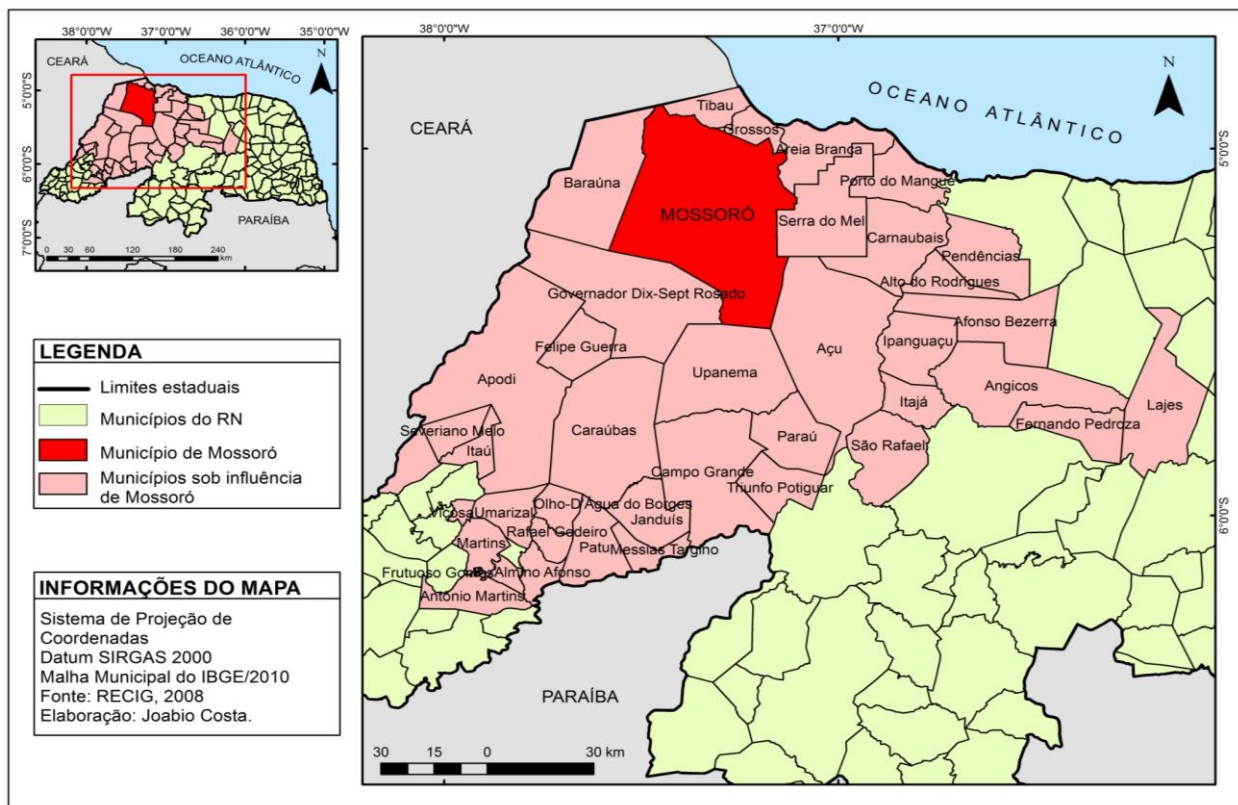 38°0'0"W 37°0'0"W 36°0'0"W 35°0'0"W
CEARÁ
OCEANO ATLÂNTICO
N
5°0'0"S
6°0'0"S
7°0'0"S
PARAÍBA
0 30 60 120 180 240
km
LEGENDA
Limites estaduais
Municípios do RN
Município de Mossoró
Municípios sob influência
de Mossoró
INFORMAÇÕES DO MAPA
Sistema de Projeção de
Coordenadas
Datum SIRGAS 2000
Malha Municipal do IBGE/2010
Fonte: RECIG, 2008
Elaboração: Joabio Costa.
38°0'0"W 37°0'0"W
N
OCEANO ATLÂNTICO
CEARÁ
5°0'0"S
5°0'0"S
Tibau
Grossos
Areia Branca
Baraúna
Porto do Mangue
MOSSORÓ
Serra do Mel
Carnaubais
Pendências
Alto do Rodrigues
Governador Dix-Sept Rosado
Afonso Bezerra
Felipe Guerra
Açu
Ipanguaçu
Upanema
Apodi
Angicos
Itajá
Lajes
Fernando Pedroza
Severiano Melo
Caraúbas
Paraú
São Rafael
Itaú
Campo Grande
Triunfo Potiguar
Olho-D'Água do Borges
Viçosa
Umarizal
Janduís
6°0'0"S
6°0'0"S
Rafael Godeiro
Martins
Patu
Messias Targino
Frutuoso Gomes
Almino Afonso
Antônio Martins
PARAÍBA
30 15 0 30 km